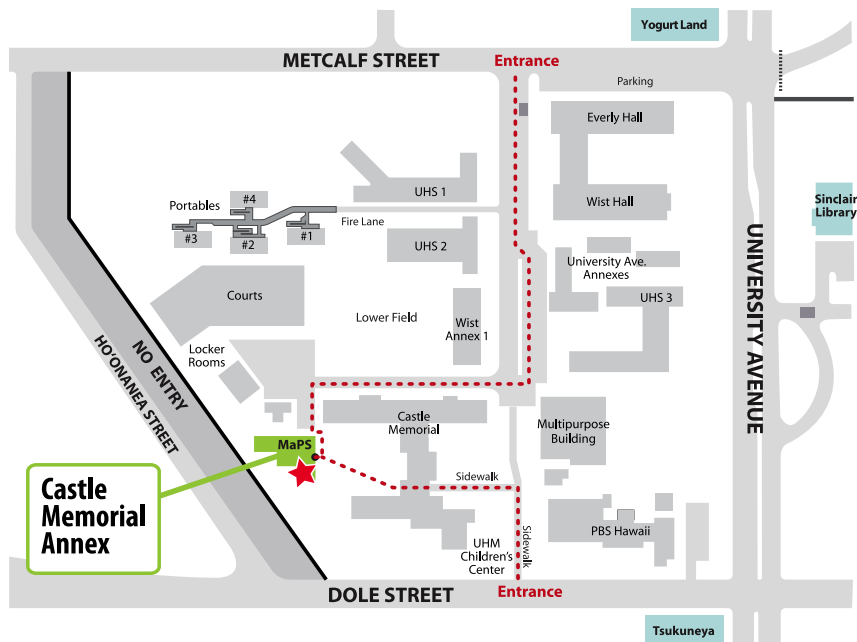 Yogurt Land
METCALF STREET
Entrance
Parking
Everly Hall
UHS 1
Portables
#4
#3
#2
#1
Fire Lane
Wist Hall
Sinclair
Library
UHS 2
University Ave.
Annexes
UNIVERSITY AVENUE
Courts
Lower Field
Wist
Annex 1
UHS 3
NO ENTRY
HO'ONANEA STREET
Locker
Rooms
Castle
Memorial
Multipurpose
Building
MaPS
Castle
Memorial
Annex
Sidewalk
Sidewalk
UHM
Children's
Center
PBS Hawaii
DOLE STREET
Entrance
Tsukuneya